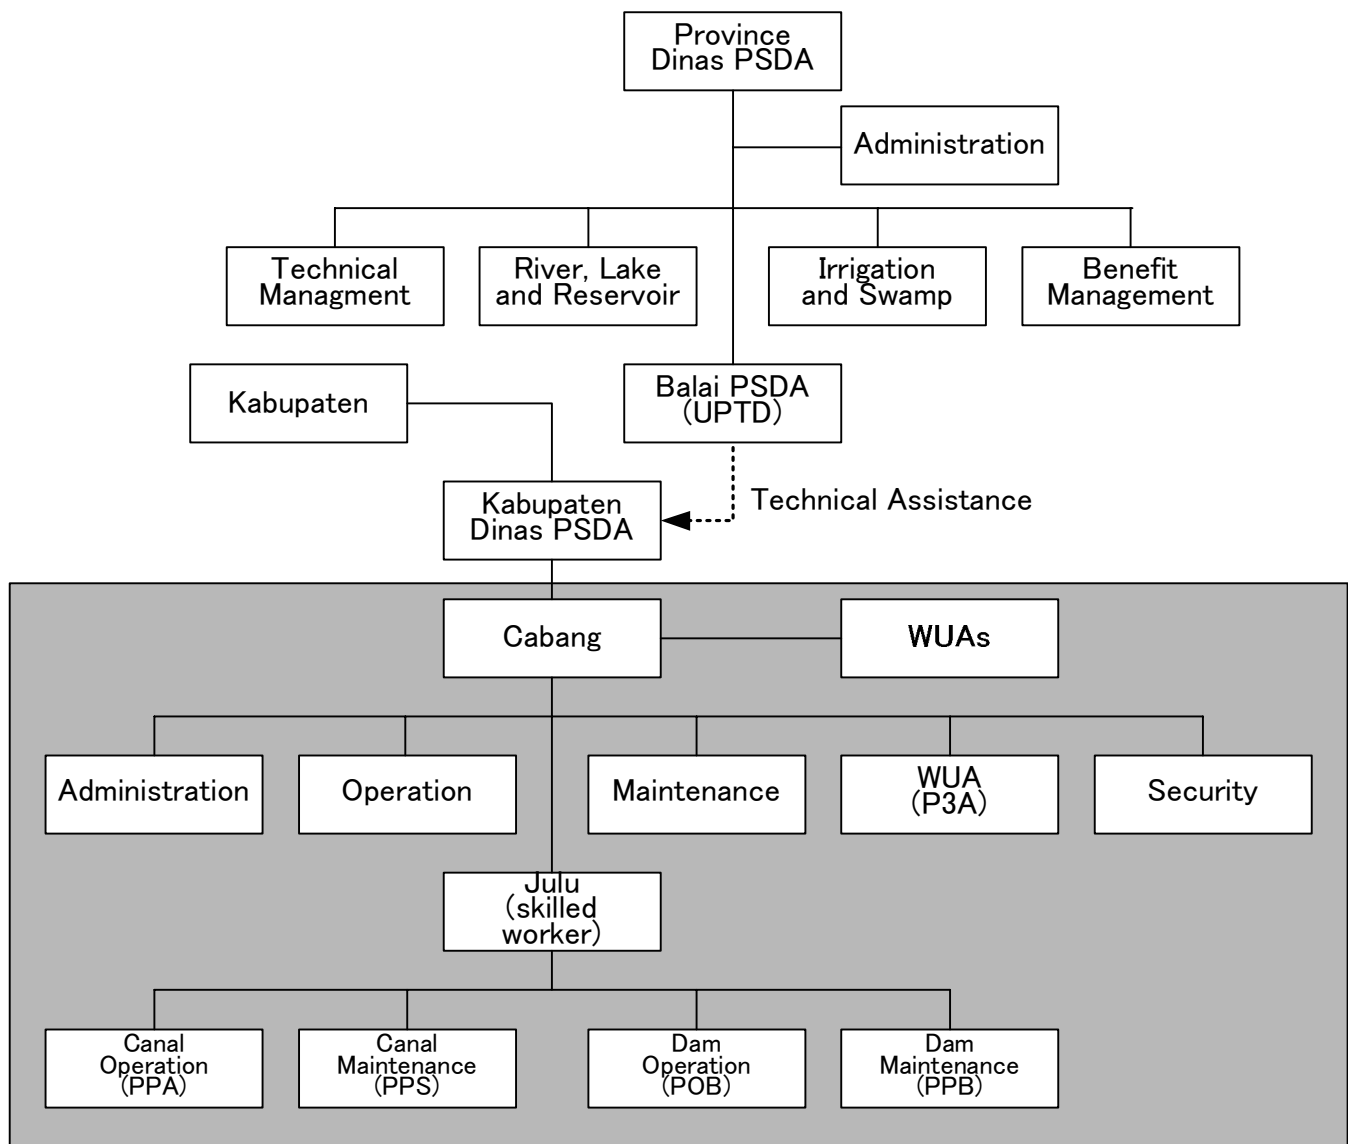 Province
Dinas PSDA
Administration
Technical
Managment
River, Lake
and Reservoir
Irrigation
and Swamp
Benefit
Management
Kabupaten
Balai PSDA
(UPTD)
Kabupaten
Dinas PSDA
Technical Assistance
Cabang
WUAs
Administration
Operation
Maintenance
WUA
(P3A)
Security
Julu
(skilled
worker)
Canal
Operation
(PPA)
Canal
Maintenance
(PPS)
Dam
Operation
(POB)
Dam
Maintenance
(PPB)